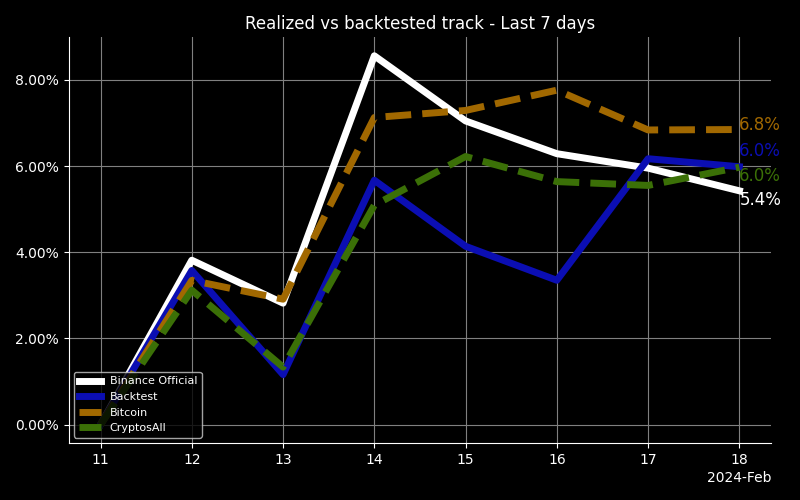 Realized vs backtested track - Last 7 days
8.00%
6.00%
4.00%
2.00%
0.00%
6.8%
6.0%
6.0%
5.4%
Binance Official
Backtest
Bitcoin
CryptosAll
11 12 13 14 15 16 17 18
2024-Feb